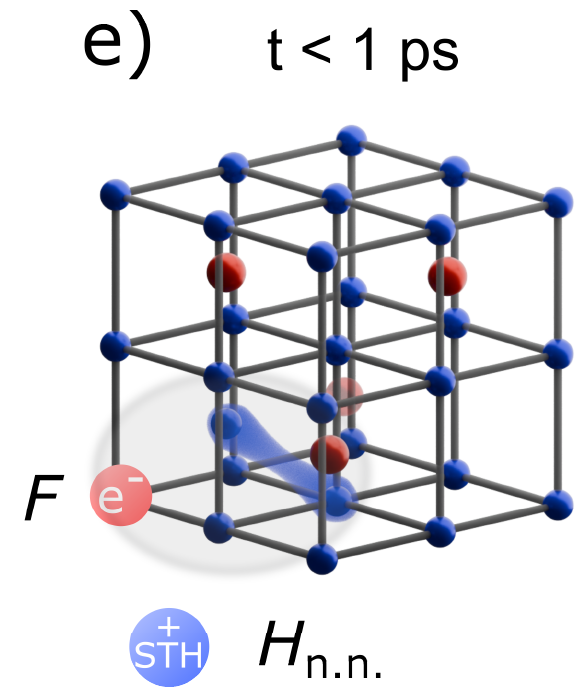 e) t < 1 ps
F e-
+
STH Hn.n.